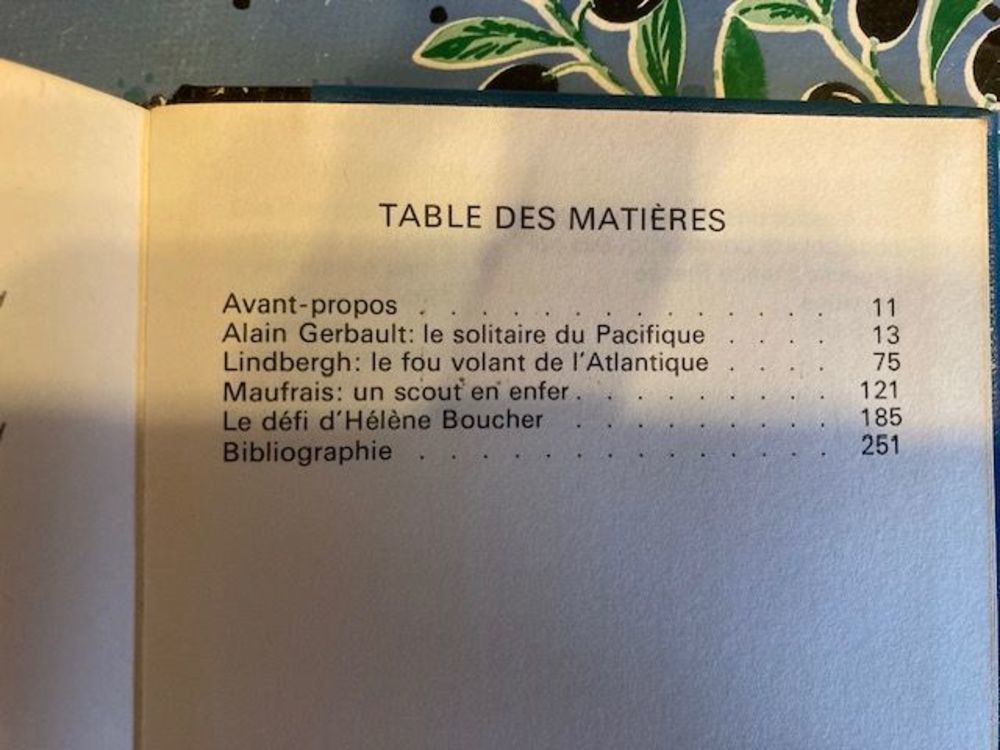 TABLE DES MATIÈRES
Avant-propos . . . . . . . . . . . . . 11
Alain Gerbault: le solitaire du Pacifique . . . . 13
Lindbergh: le fou volant de l'Atlantique . . . . 75
Maufrais: un scout en enfer . . . . . . . . . 121
Le défi d'Hélène Boucher . . . . . . . . 185
Bibliographie . . . . . . . . . . . . . 251